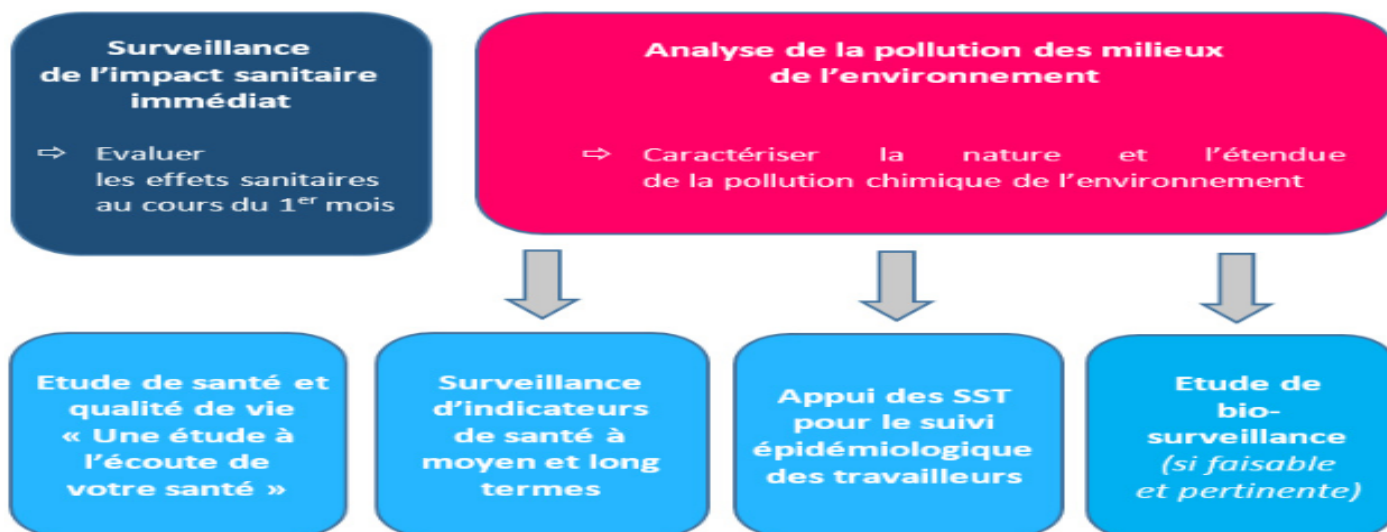 Surveillance
de l'impact sanitaire
immédiat
⇨ Evaluer
les effets sanitaires
au cours du 1er mois
Analyse de la pollution des milieux
de l'environnement
⇨ Caractériser la nature et l'étendue
de la pollution chimique de l'environnement
Etude de santé et
qualité de vie
« Une étude à
l'écoute de
votre santé »
Surveillance
d'indicateurs
de santé à
moyen et long
termes
Appui des SST
pour le suivi
épidémiologique
des travailleurs
Etude de
bio-
surveillance
(si faisable
et pertinente)